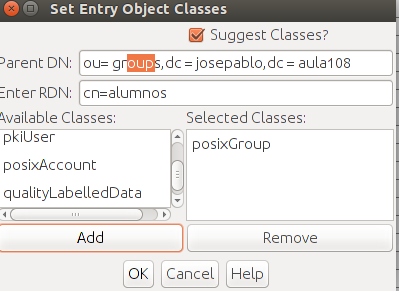 Set Entry Object Classes
Suggest Classes?
Parent DN: ou= groups,dc = josepablo,dc = aula108
Enter RDN: cn=alumnos
Available Classes: Selected Classes:
pkiUser
posixAccount
qualityLabelledData
posixGroup
Add Remove
OK Cancel Help